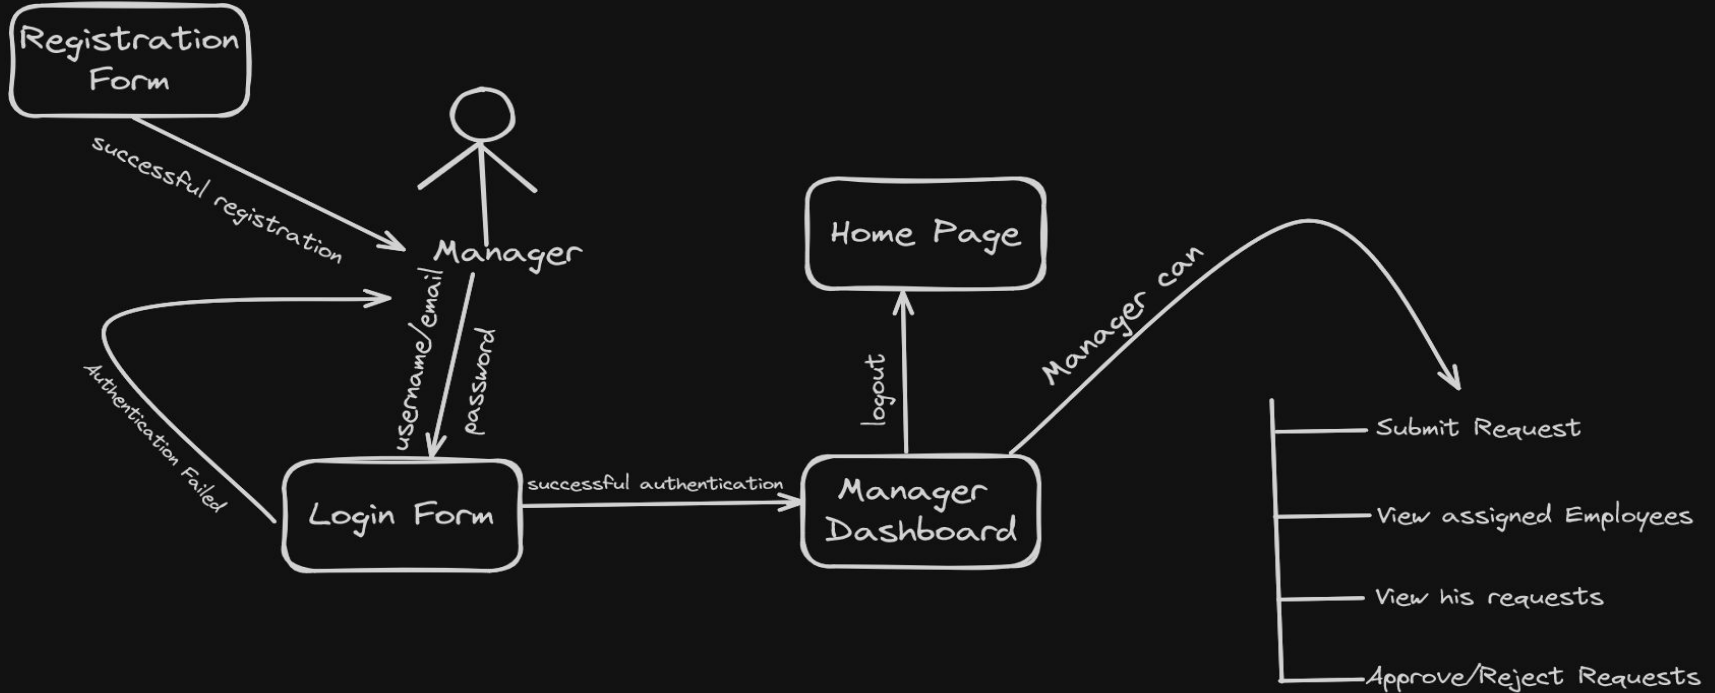 Registration
Form
successful registration
Manager
username/email
password
Authentication Failed
Login Form
successful authentication
Home Page
logout
Manager
Dashboard
Manager can
Submit Request
View assigned Employees
View his requests
Approve/Reject Requests